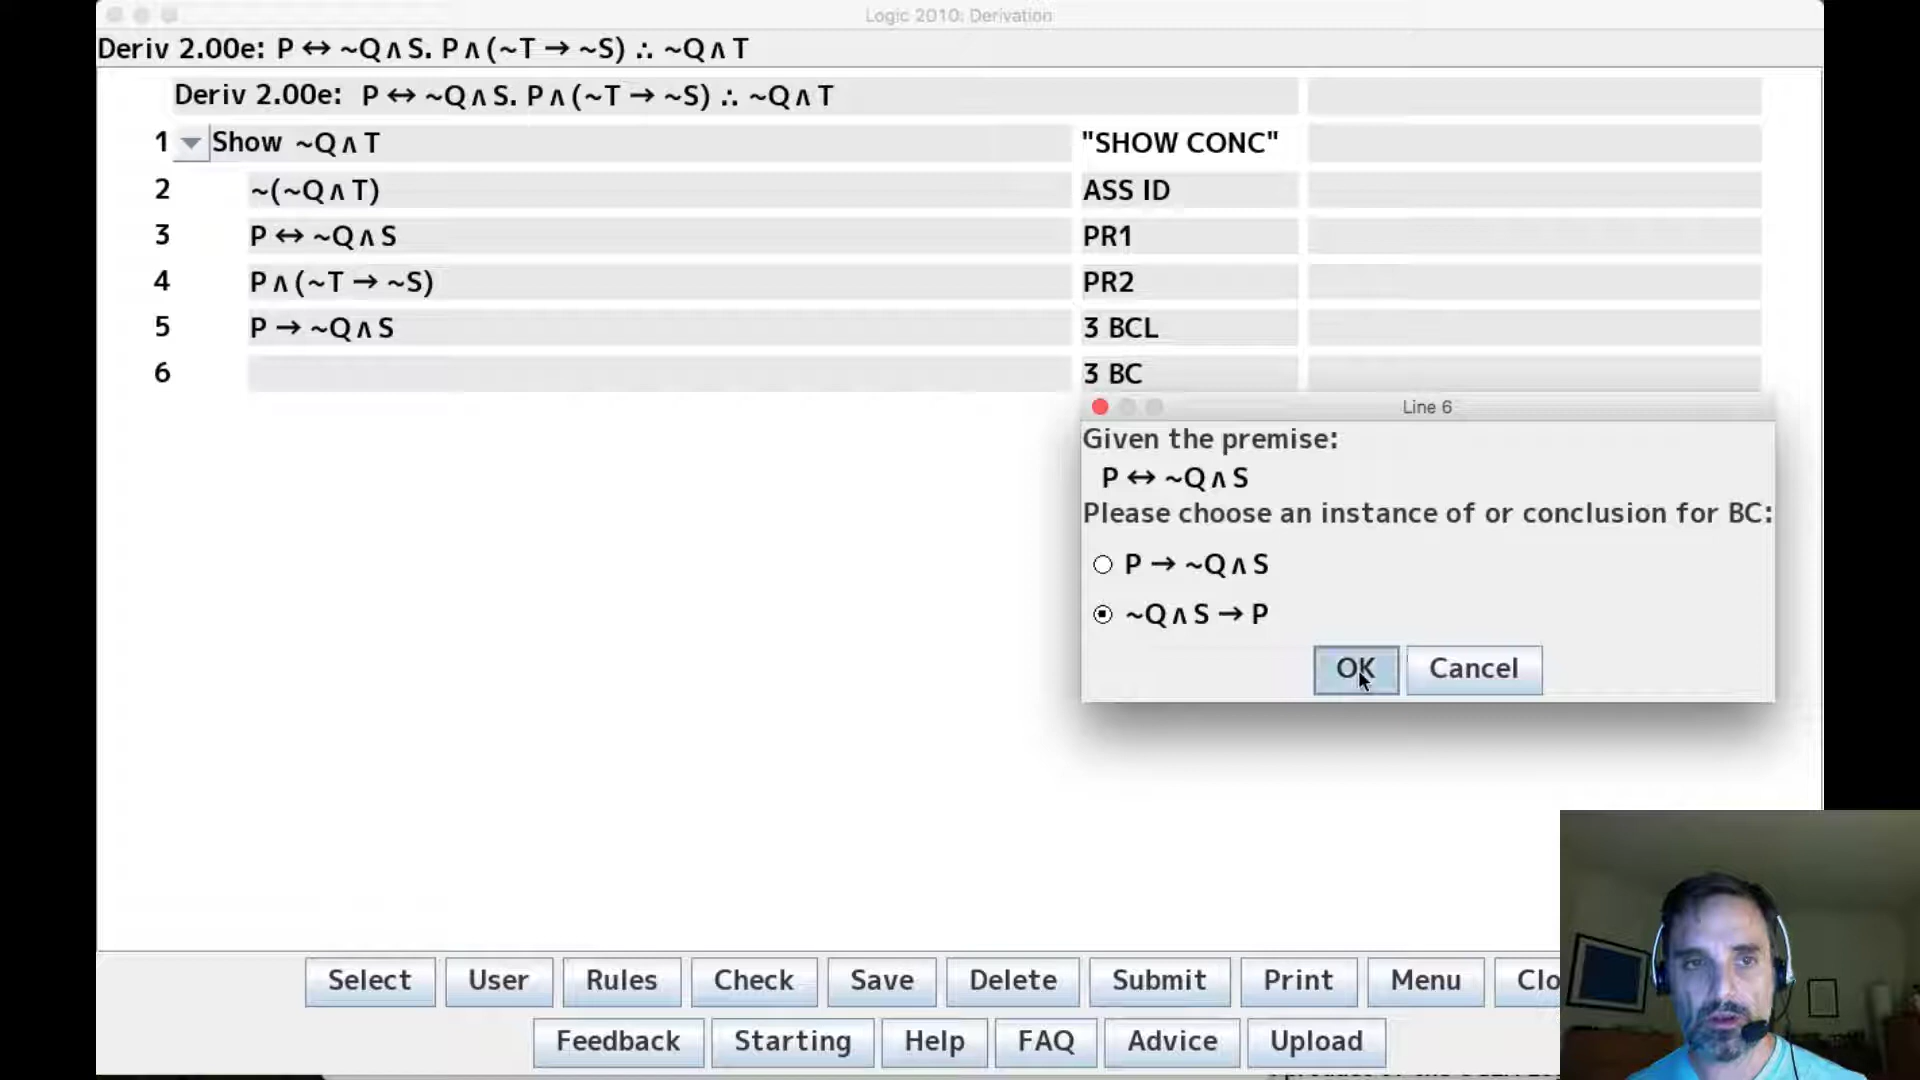 Logic 2010: Derivation
Deriv 2.00e: P ↔ ~Q ∧ S. P ∧ (~T → ~S) ∴ ~Q ∧ T
Deriv 2.00e: P ↔ ~Q ∧ S. P ∧ (~T → ~S) ∴ ~Q ∧ T
1 Show ~Q ∧ T "SHOW CONC"
2 ~(~Q ∧ T) ASS ID
3 P ↔ ~Q ∧ S PR1
4 P ∧ (~T → ~S) PR2
5 P → ~Q ∧ S 3 BCL
6 3 BC
Line 6
Given the premise:
P ↔ ~Q ∧ S
Please choose an instance of or conclusion for BC:
P → ~Q ∧ S
~Q ∧ S → P
OK Cancel
Select User Rules Check Save Delete Submit Print Menu Clo
Feedback Starting Help FAQ Advice Upload